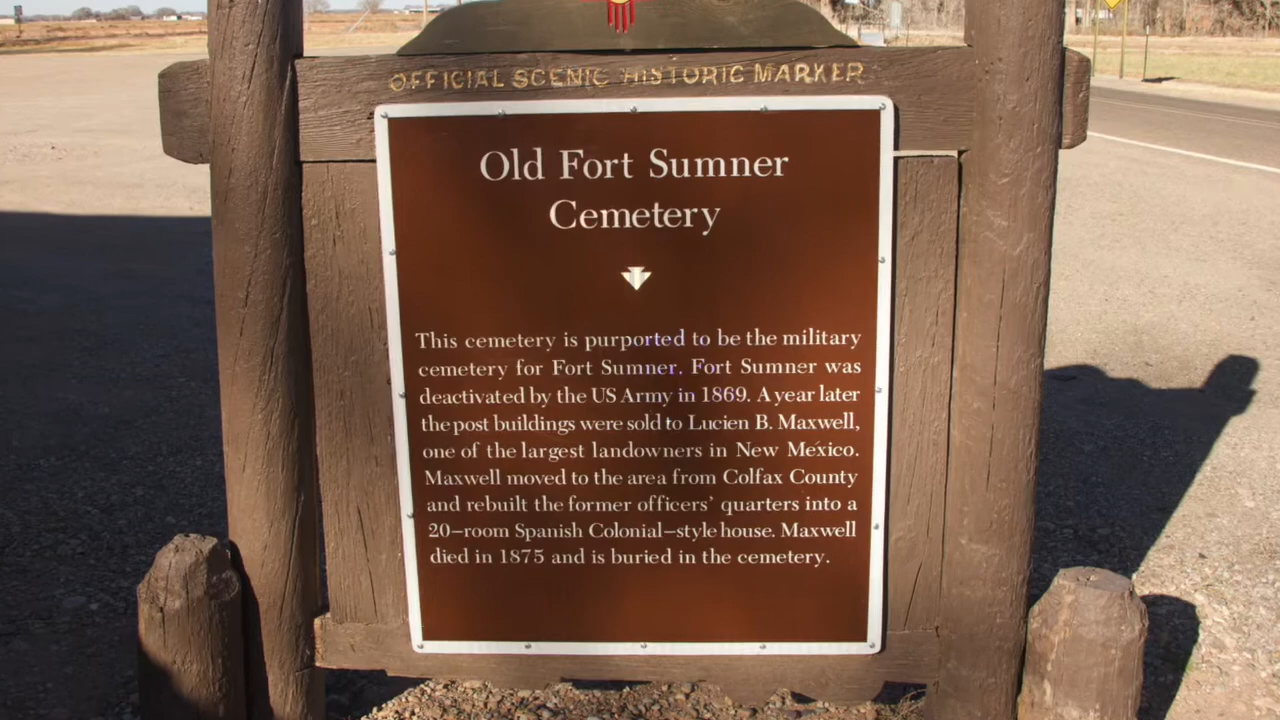 OFFICIAL SCENIC HISTORIC MARKER
Old Fort Sumner
Cemetery
This cemetery is purported to be the military
cemetery for Fort Sumner. Fort Sumner was
deactivated by the US Army in 1869. A year later
the post buildings were sold to Lucien B. Maxwell,
one of the largest landowners in New México.
Maxwell moved to the area from Colfax County
and rebuilt the former officers’ quarters into a
20–room Spanish Colonial–style house. Maxwell
died in 1875 and is buried in the cemetery.